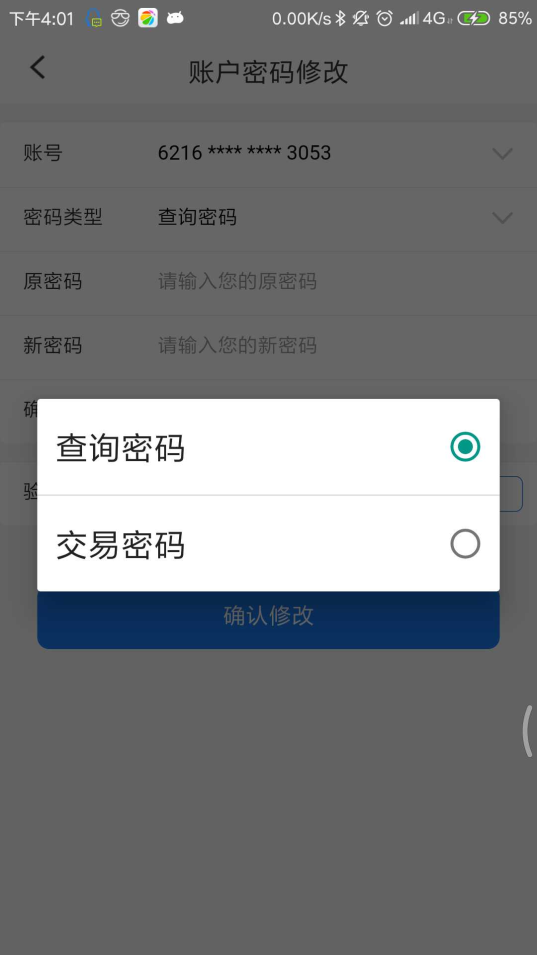 下午4:01 0.00K/s 4G 85%
账户密码修改
账号 6216 **** **** 3053
密码类型 查询密码
原密码 请输入您的原密码
新密码 请输入您的新密码
确
查询密码
验
交易密码
确认修改